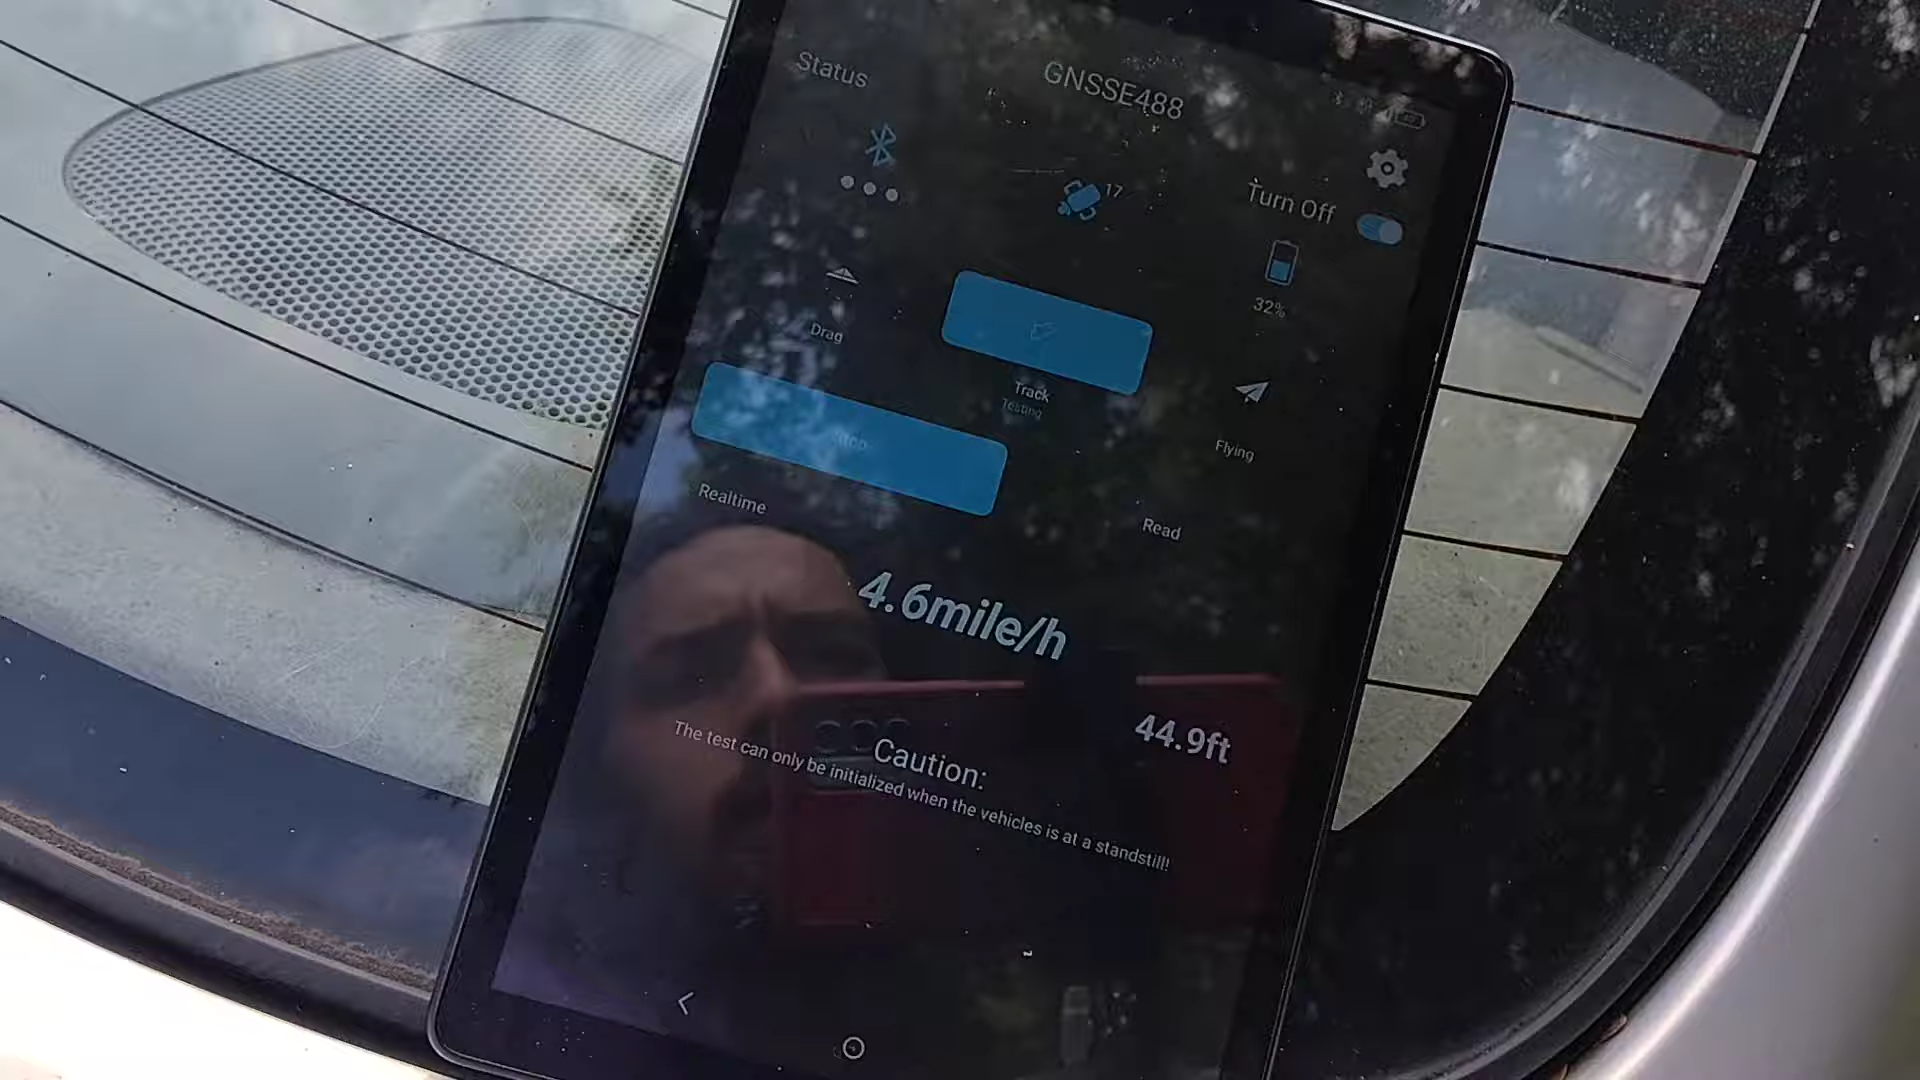 Status
GNSSE488
17
Turn Off
32%
Drag
Track
Testing
Flying
Realtime
Read
4.6mile/h
44.9ft
Caution:
The test can only be initialized when the vehicles is at a standstill!